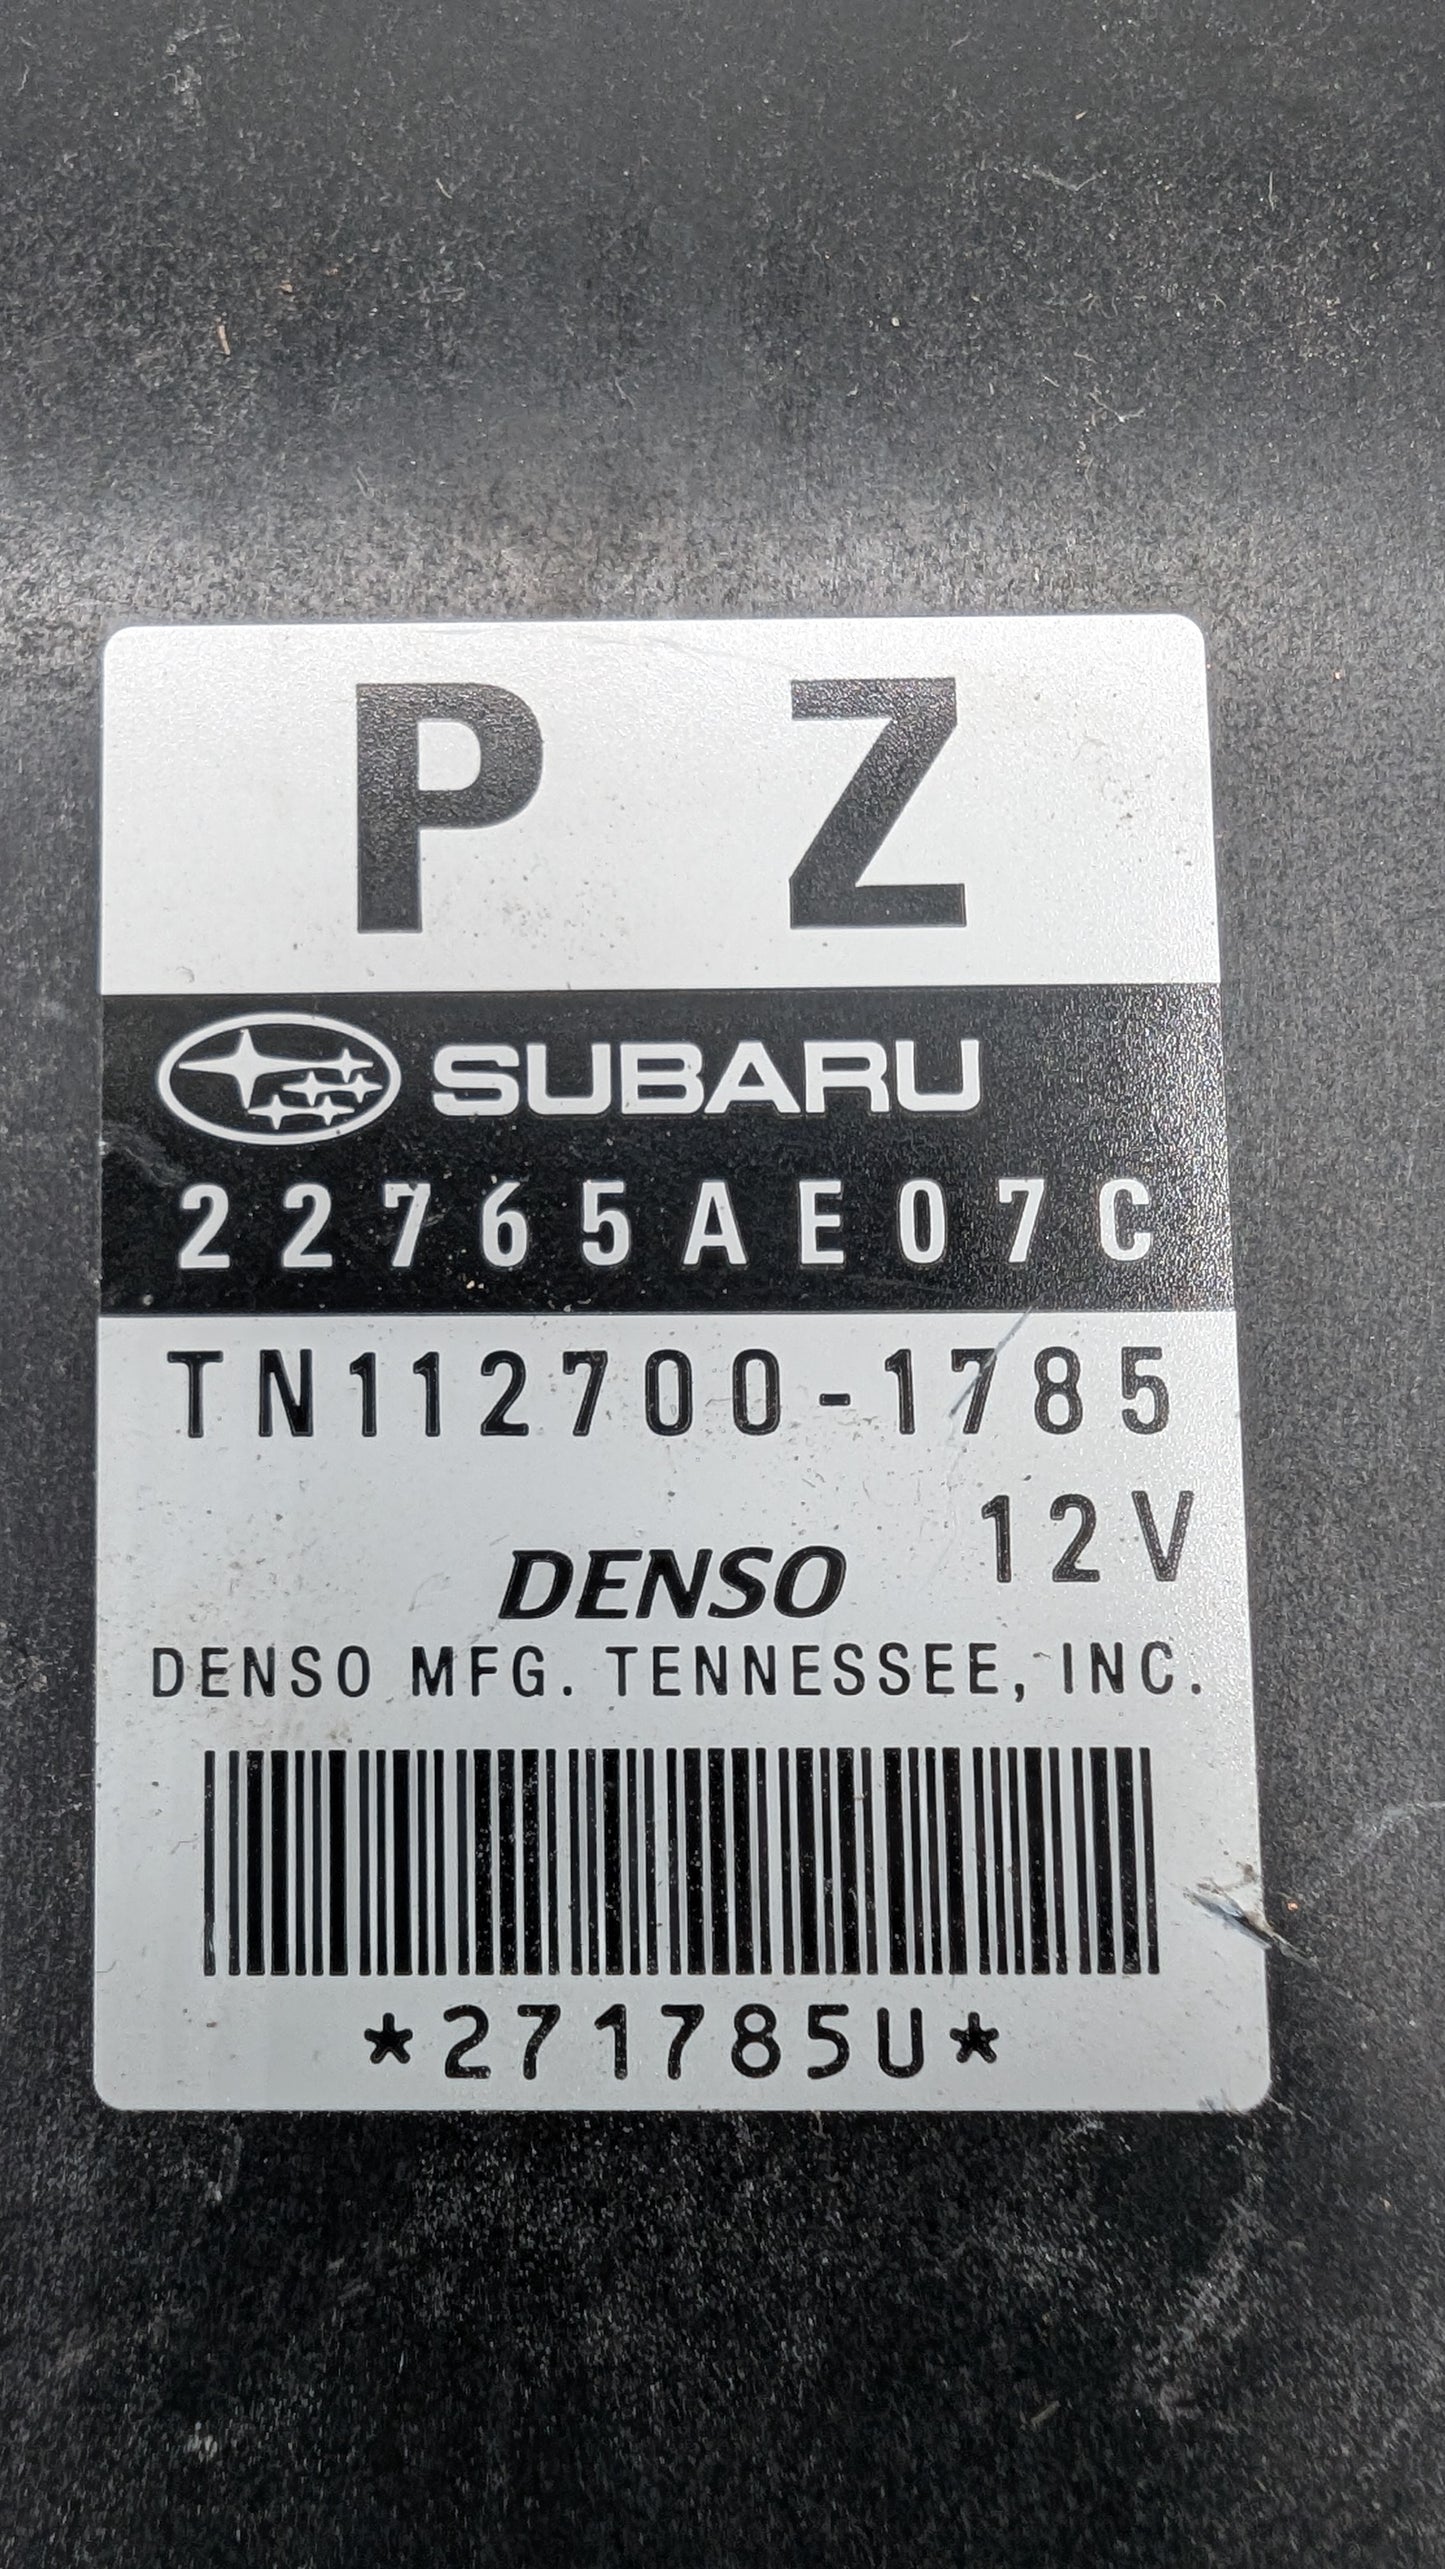 P Z
SUBARU
22765AE07C
TN112700-1785
12V
DENSO
DENSO MFG. TENNESSEE, INC.
*271785U*